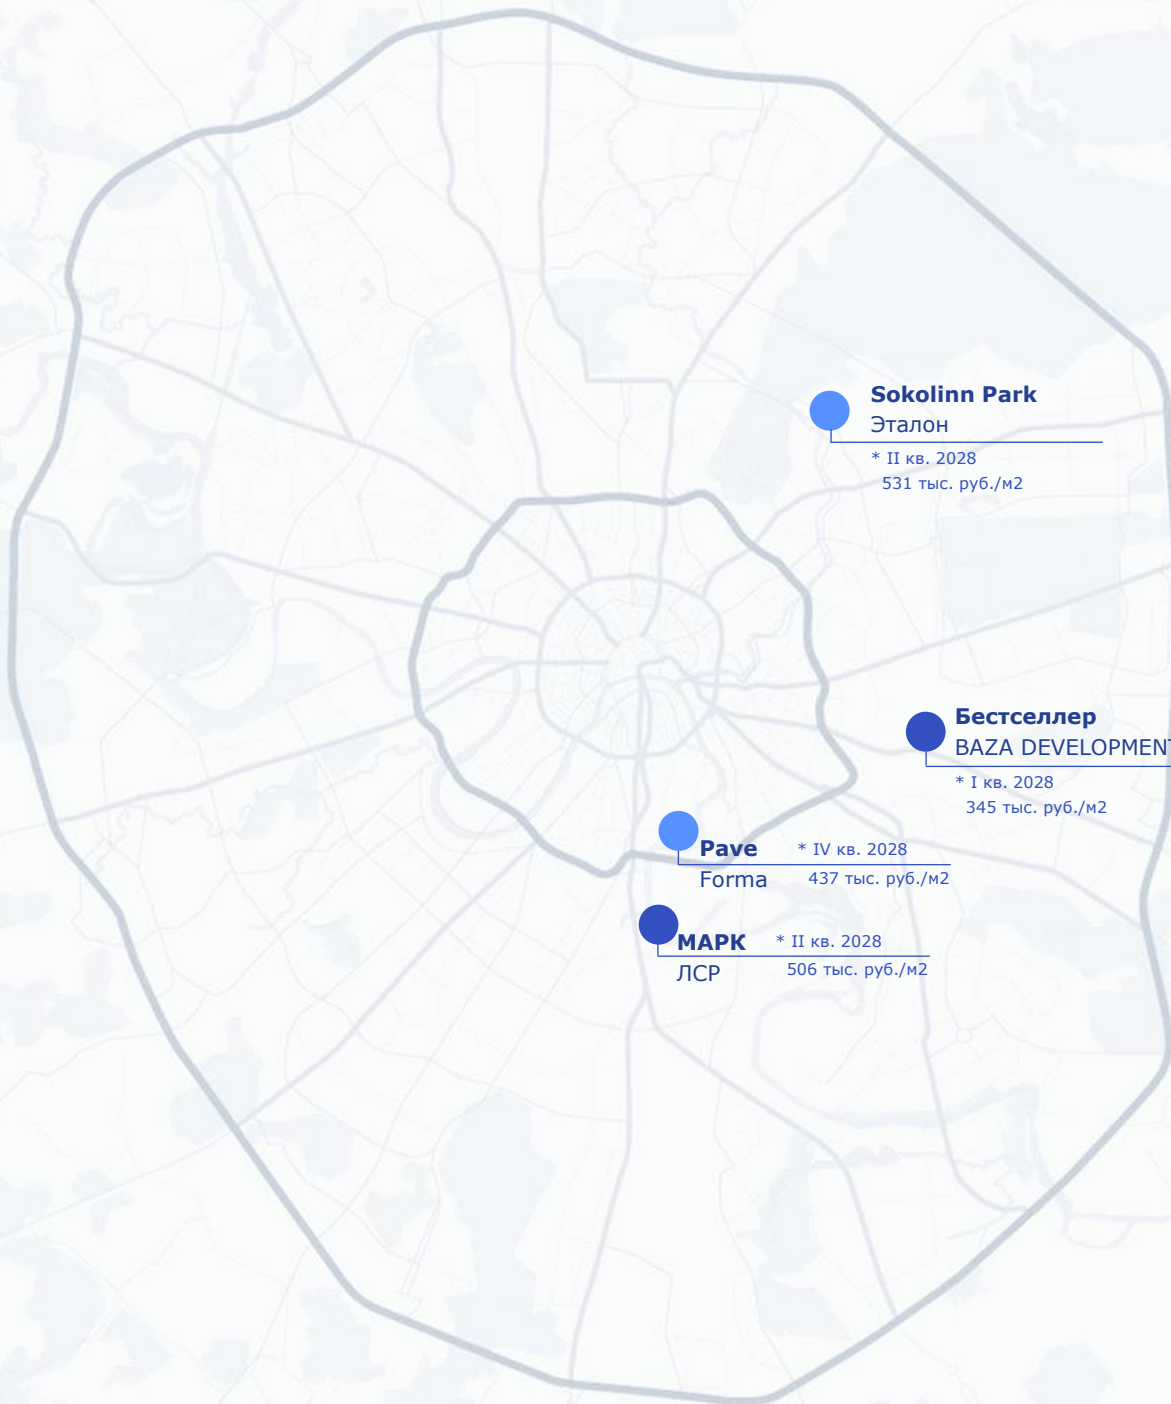 Sokolinn Park
Эталон
* II кв. 2028
531 тыс. руб./м2
Бестселлер
BAZA DEVELOPMENT
* I кв. 2028
345 тыс. руб./м2
Pave * IV кв. 2028
Forma 437 тыс. руб./м2
МАРК * II кв. 2028
ЛСР 506 тыс. руб./м2